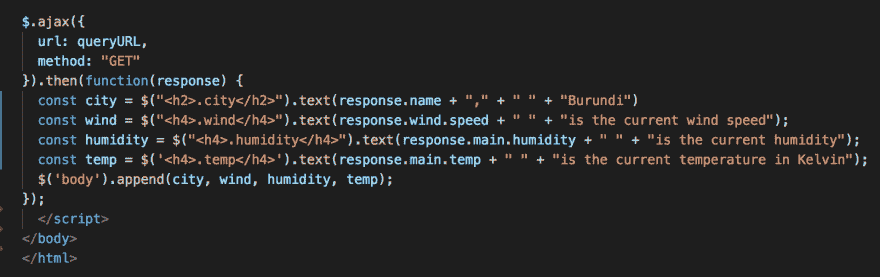 $.ajax({
  url: queryURL,
  method: "GET"
}).then(function(response) {
  const city = $("<h2>.city</h2>").text(response.name + "," + " " + "Burundi")
  const wind = $("<h4>.wind</h4>").text(response.wind.speed + " " + "is the current wind speed");
  const humidity = $("<h4>.humidity</h4>").text(response.main.humidity + " " + "is the current humidity");
  const temp = $('<h4>.temp</h4>').text(response.main.temp + " " + "is the current temperature in Kelvin");
  $('body').append(city, wind, humidity, temp);
});
  </script>
</body>
</html>